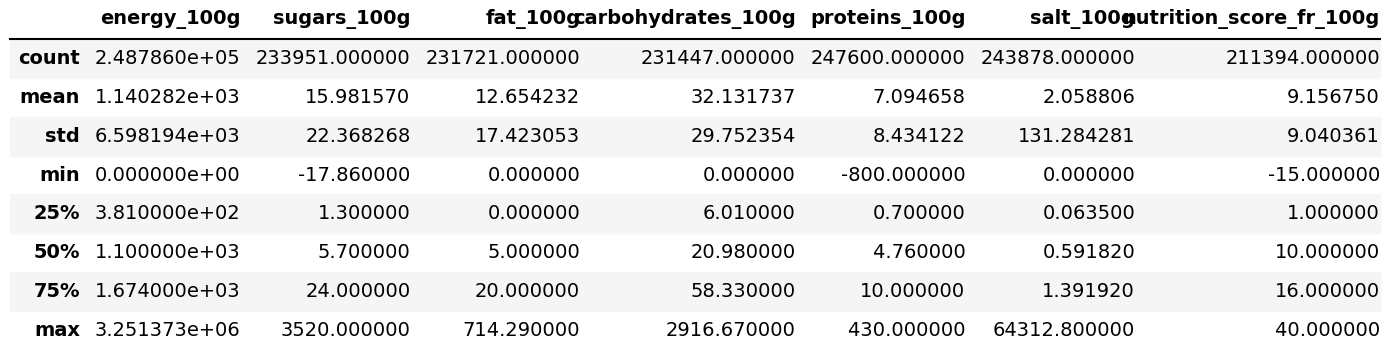 energy_100g sugars_100g fat_100g carbohydrates_100g proteins_100g salt_100g nutrition_score_fr_100g
count 2.487860e+05 233951.000000 231721.000000 231447.000000 247600.000000 243878.000000 211394.000000
mean 1.140282e+03 15.981570 12.654232 32.131737 7.094658 2.058806 9.156750
std 6.598194e+03 22.368268 17.423053 29.752354 8.434122 131.284281 9.040361
min 0.000000e+00 -17.860000 0.000000 0.000000 -800.000000 0.000000 -15.000000
25% 3.810000e+02 1.300000 0.000000 6.010000 0.700000 0.063500 1.000000
50% 1.100000e+03 5.700000 5.000000 20.980000 4.760000 0.591820 10.000000
75% 1.674000e+03 24.000000 20.000000 58.330000 10.000000 1.391920 16.000000
max 3.251373e+06 3520.000000 714.290000 2916.670000 430.000000 64312.800000 40.000000